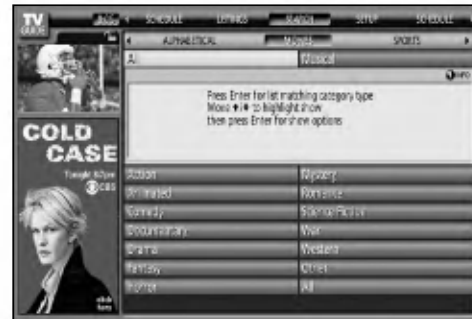 TV
GUIDE
SCHEDULE LISTINGS SEARCH SETUP SCHEDULE
ALPHABETICAL MOVIES SPORTS
All Musical
INFO
Press Enter for list matching category type
Move to highlight show
then press Enter for show options
COLD
CASE
Tonight 8/7pm
CBS
Action Mystery
Animated Romance
Comedy Science Fiction
Documentary War
Drama Western
Fantasy Other
Horror All